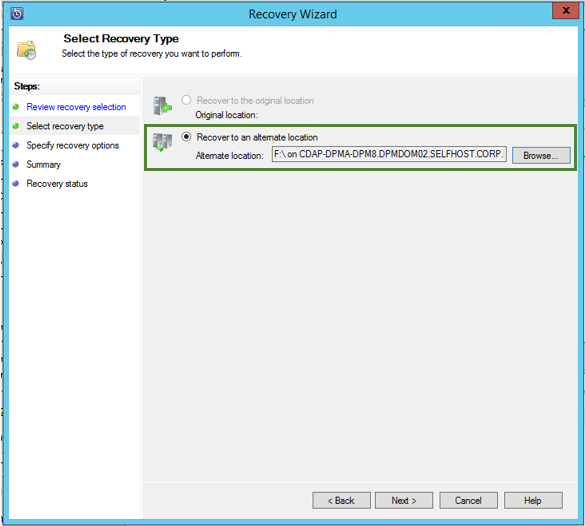 Recovery Wizard
x
Select Recovery Type
Select the type of recovery you want to perform.
Steps:
Review recovery selection
Select recovery type
Specify recovery options
Summary
Recovery status
Recover to the original location
Original location:
Recover to an alternate location
Alternate location: F:\ on CDAP-DPMA-DPM8.DPMDOM02.SELFHOST.CORP. Browse...
< Back Next > Cancel Help